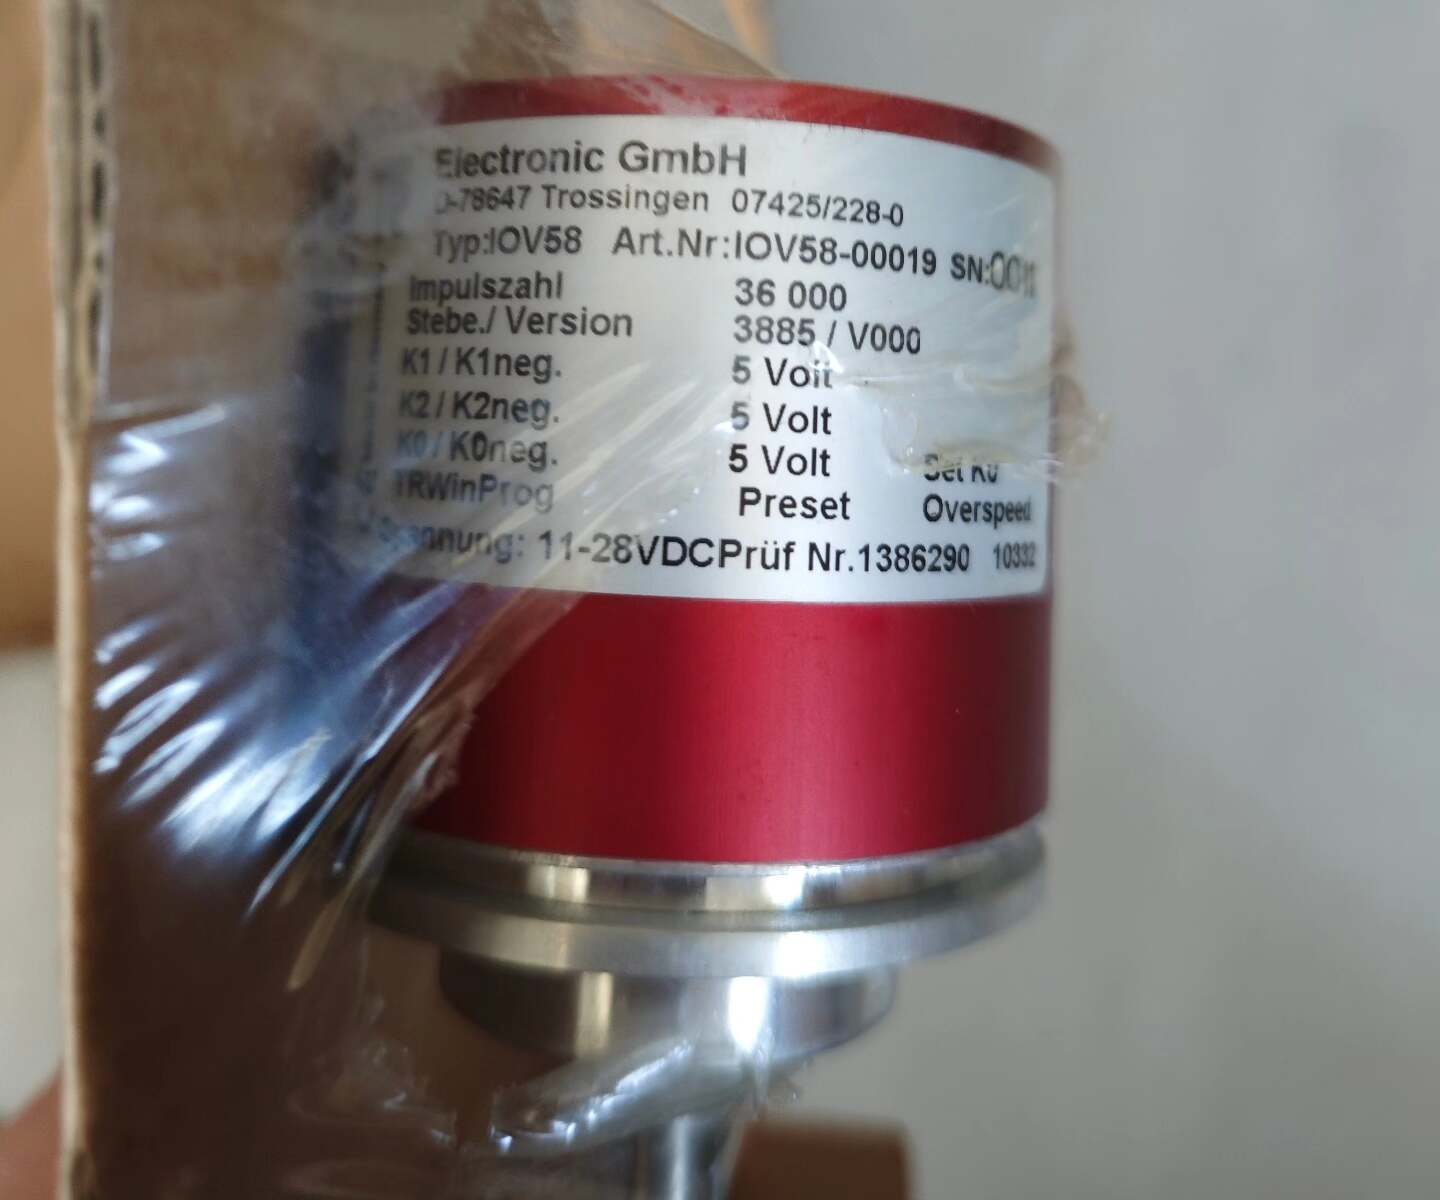 Electronic GmbH
D-78647 Trossingen 07425/228-0
Typ:IOV58 Art.Nr:IOV58-00019 SN:
Impulszahl 36 000
Stebe./ Version 3885 / V000
K1 / K1neg. 5 Volt
K2 / K2neg. 5 Volt
K0 / K0neg. 5 Volt Set K0
TRWinProg Preset Overspeed
Spannung: 11-28VDC Prüf Nr.1386290 10332